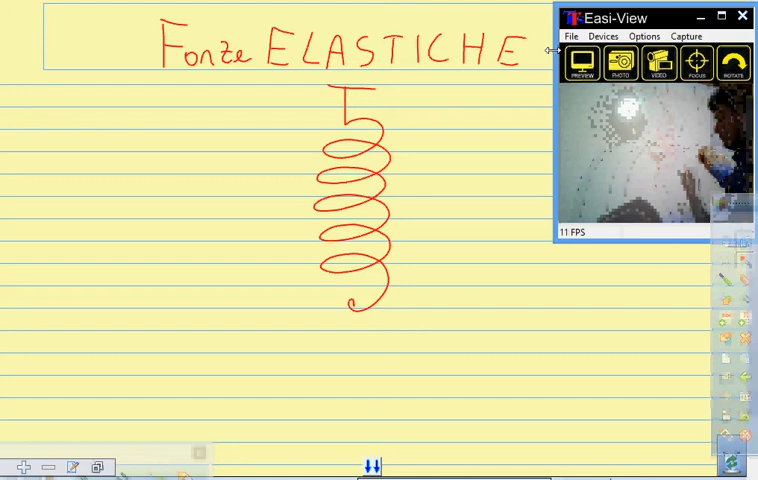 Forze ELASTICHE
Easi-View
File Devices Options Capture
PREVIEW PHOTO VIDEO FOCUS ROTATE
11 FPS